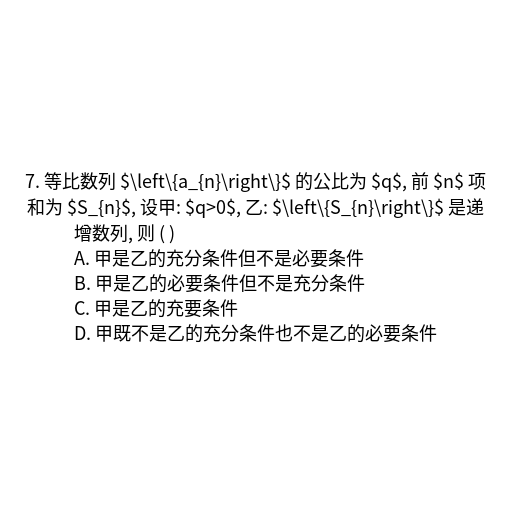 7. 等比数列 $\left\{a_{n}\right\}$ 的公比为 $q$, 前 $n$ 项
和为 $S_{n}$, 设甲: $q>0$, 乙: $\left\{S_{n}\right\}$ 是递
增数列, 则 ( )
A. 甲是乙的充分条件但不是必要条件
B. 甲是乙的必要条件但不是充分条件
C. 甲是乙的充要条件
D. 甲既不是乙的充分条件也不是乙的必要条件